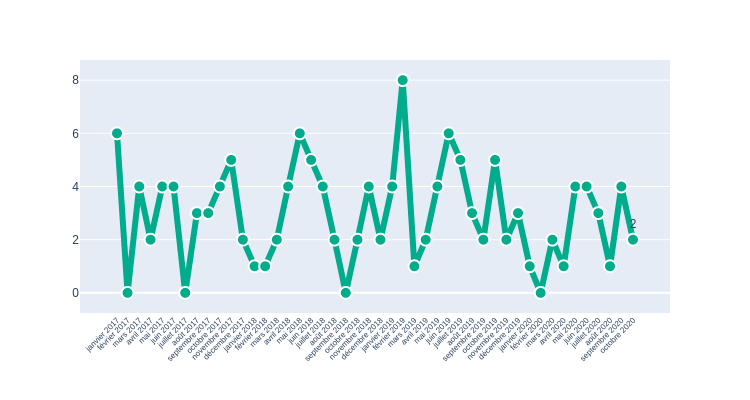 8
6
4
2
0
2
janvier 2017
février 2017
mars 2017
avril 2017
mai 2017
juin 2017
juillet 2017
août 2017
septembre 2017
octobre 2017
novembre 2017
décembre 2017
janvier 2018
février 2018
mars 2018
avril 2018
mai 2018
juin 2018
juillet 2018
août 2018
septembre 2018
octobre 2018
novembre 2018
décembre 2018
janvier 2019
février 2019
mars 2019
avril 2019
mai 2019
juin 2019
juillet 2019
août 2019
septembre 2019
octobre 2019
novembre 2019
décembre 2019
janvier 2020
février 2020
mars 2020
avril 2020
mai 2020
juin 2020
juillet 2020
août 2020
septembre 2020
octobre 2020